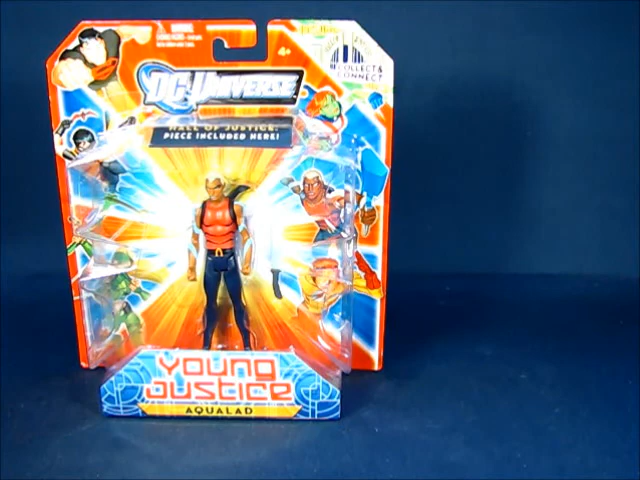 4+
COLLECT&
CONNECT
DC UNIVERSE
HALL OF JUSTICE:
PIECE INCLUDED HERE!
YOUNG
JUSTICE
AQUALAD